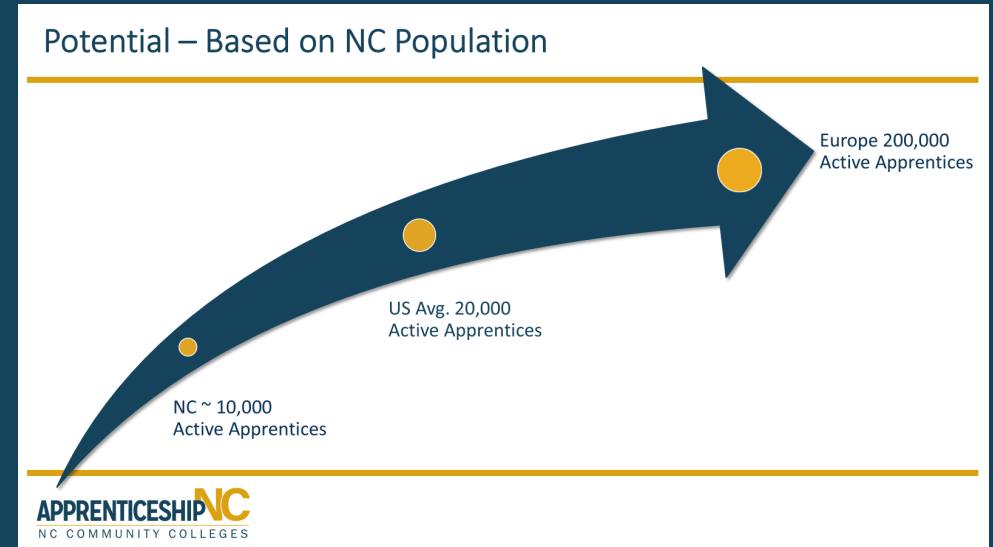 Potential – Based on NC Population
Europe 200,000
Active Apprentices
US Avg. 20,000
Active Apprentices
NC ~ 10,000
Active Apprentices
APPRENTICESHIPNC
NC COMMUNITY COLLEGES